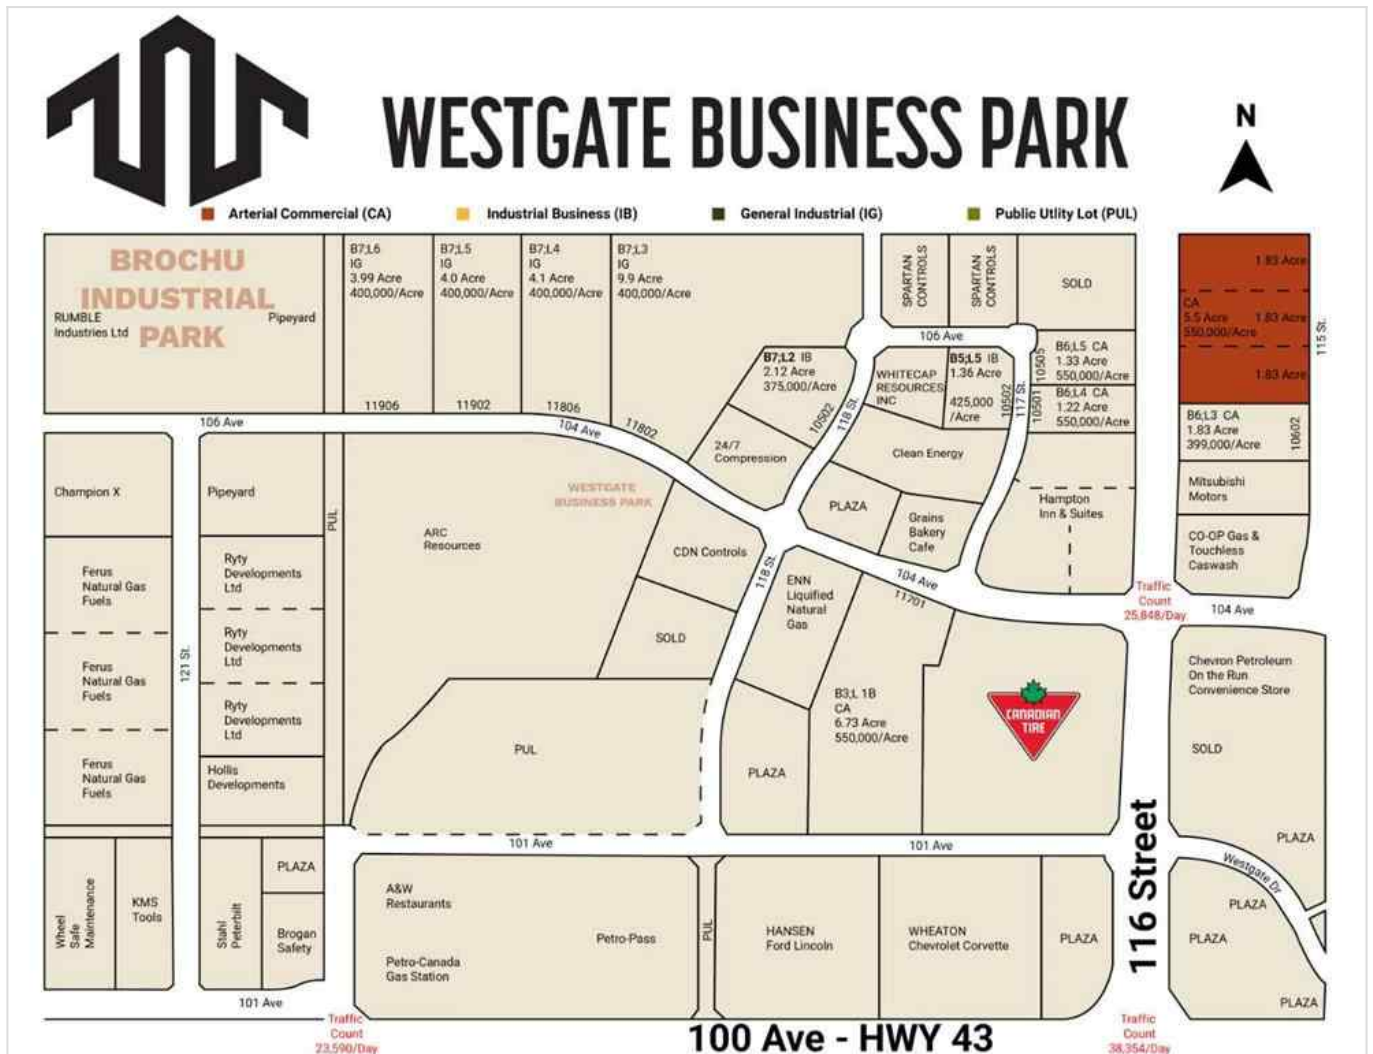 WESTGATE BUSINESS PARK
N
Arterial Commercial (CA)
Industrial Business (IB)
General Industrial (IG)
Public Utlity Lot (PUL)
BROCHU
INDUSTRIAL
PARK
RUMBLE
Industries Ltd
Pipeyard
B7;L6
IG
3.99 Acre
400,000/Acre
B7;L5
IG
4.0 Acre
400,000/Acre
B7;L4
IG
4.1 Acre
400,000/Acre
B7;L3
IG
9.9 Acre
400,000/Acre
SPARTAN
CONTROLS
SPARTAN
CONTROLS
SOLD
1.83 Acre
CA
5.5 Acre
1.83 Acre
550,000/Acre
1.83 Acre
115 St.
106 Ave
B7;L2 IB
2.12 Acre
375,000/Acre
WHITECAP
RESOURCES
INC
B5;L5 IB
1.36 Acre
425,000
/Acre
10502
117 St.
10505
10501
B6;L5 CA
1.33 Acre
550,000/Acre
B6;L4 CA
1.22 Acre
550,000/Acre
B6;L3 CA
1.83 Acre
399,000/Acre
10602
11906
11902
11806
11802
106 Ave
104 Ave
10502
118 St.
24/7
Compression
Clean Energy
Mitsubishi
Motors
Champion X
Pipeyard
PUL
WESTGATE
BUSINESS PARK
ARC
Resources
CDN Controls
PLAZA
Grains
Bakery
Cafe
Hampton
Inn & Suites
CO-OP Gas &
Touchless
Caswash
Ferus
Natural Gas
Fuels
Ryty
Developments
Ltd
118 St.
ENN
Liquified
Natural
Gas
104 Ave
11701
Traffic
Count
25,848/Day
104 Ave
SOLD
121 St.
Ferus
Natural Gas
Fuels
Ryty
Developments
Ltd
Chevron Petroleum
On the Run
Convenience Store
B3;L 1B
CA
6.73 Acre
550,000/Acre
CANADIAN
TIRE
Ryty
Developments
Ltd
PUL
SOLD
Ferus
Natural Gas
Fuels
Hollis
Developments
PLAZA
PLAZA
101 Ave
101 Ave
116 Street
Westgate Dr
Wheel
Safe
Maintenance
KMS
Tools
Stahl
Peterbilt
PLAZA
Brogan
Safety
A&W
Restaurants
Petro-Canada
Gas Station
Petro-Pass
PUL
HANSEN
Ford Lincoln
WHEATON
Chevrolet Corvette
PLAZA
PLAZA
PLAZA
PLAZA
101 Ave
Traffic
Count
23,590/Day
100 Ave - HWY 43
Traffic
Count
38,354/Day